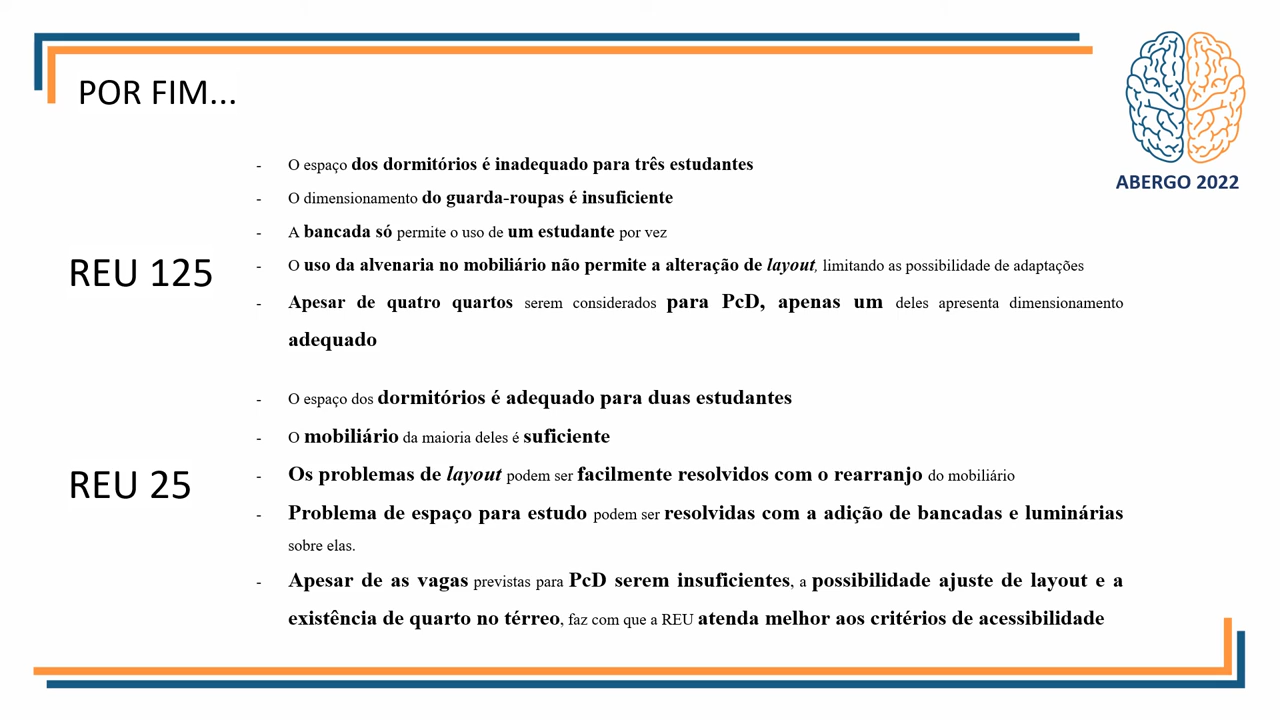 POR FIM...
ABERGO 2022
REU 125
- O espaço dos dormitórios é inadequado para três estudantes
- O dimensionamento do guarda-roupas é insuficiente
- A bancada só permite o uso de um estudante por vez
- O uso da alvenaria no mobiliário não permite a alteração de layout, limitando as possibilidade de adaptações
- Apesar de quatro quartos serem considerados para PcD, apenas um deles apresenta dimensionamento
adequado
REU 25
- O espaço dos dormitórios é adequado para duas estudantes
- O mobiliário da maioria deles é suficiente
- Os problemas de layout podem ser facilmente resolvidos com o rearranjo do mobiliário
- Problema de espaço para estudo podem ser resolvidas com a adição de bancadas e luminárias
sobre elas.
- Apesar de as vagas previstas para PcD serem insuficientes, a possibilidade ajuste de layout e a
existência de quarto no térreo, faz com que a REU atenda melhor aos critérios de acessibilidade